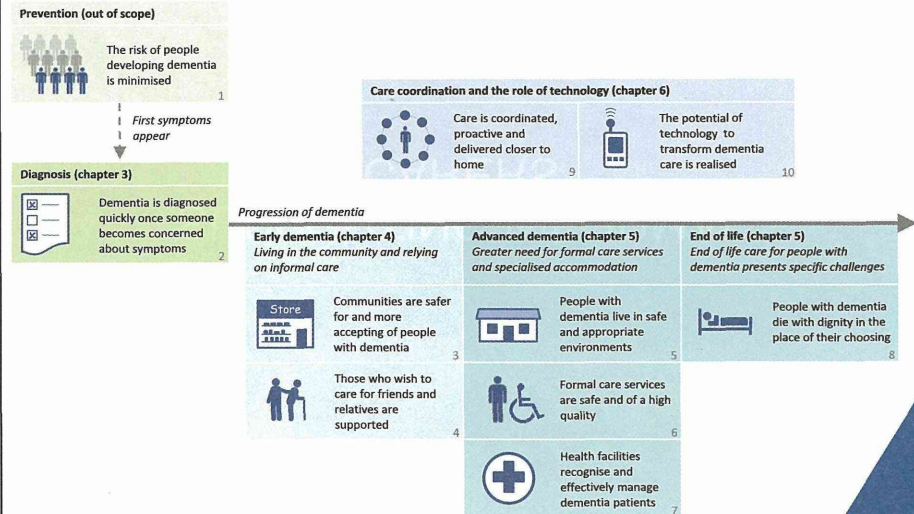 Prevention (out of scope)
The risk of people
developing dementia
is minimised
1
First symptoms
appear
Diagnosis (chapter 3)
Dementia is diagnosed
quickly once someone
becomes concerned
about symptoms
2
Care coordination and the role of technology (chapter 6)
Care is coordinated,
proactive and
delivered closer to
home
9
The potential of
technology to
transform dementia
care is realised
10
Progression of dementia
Early dementia (chapter 4)
Living in the community and relying
on informal care
Store
Communities are safer
for and more
accepting of people
with dementia
3
Those who wish to
care for friends and
relatives are
supported
4
Advanced dementia (chapter 5)
Greater need for formal care services
and specialised accommodation
People with
dementia live in safe
and appropriate
environments
5
Formal care services
are safe and of a high
quality
6
Health facilities
recognise and
effectively manage
dementia patients
7
End of life (chapter 5)
End of life care for people with
dementia presents specific challenges
People with dementia
die with dignity in the
place of their choosing
8